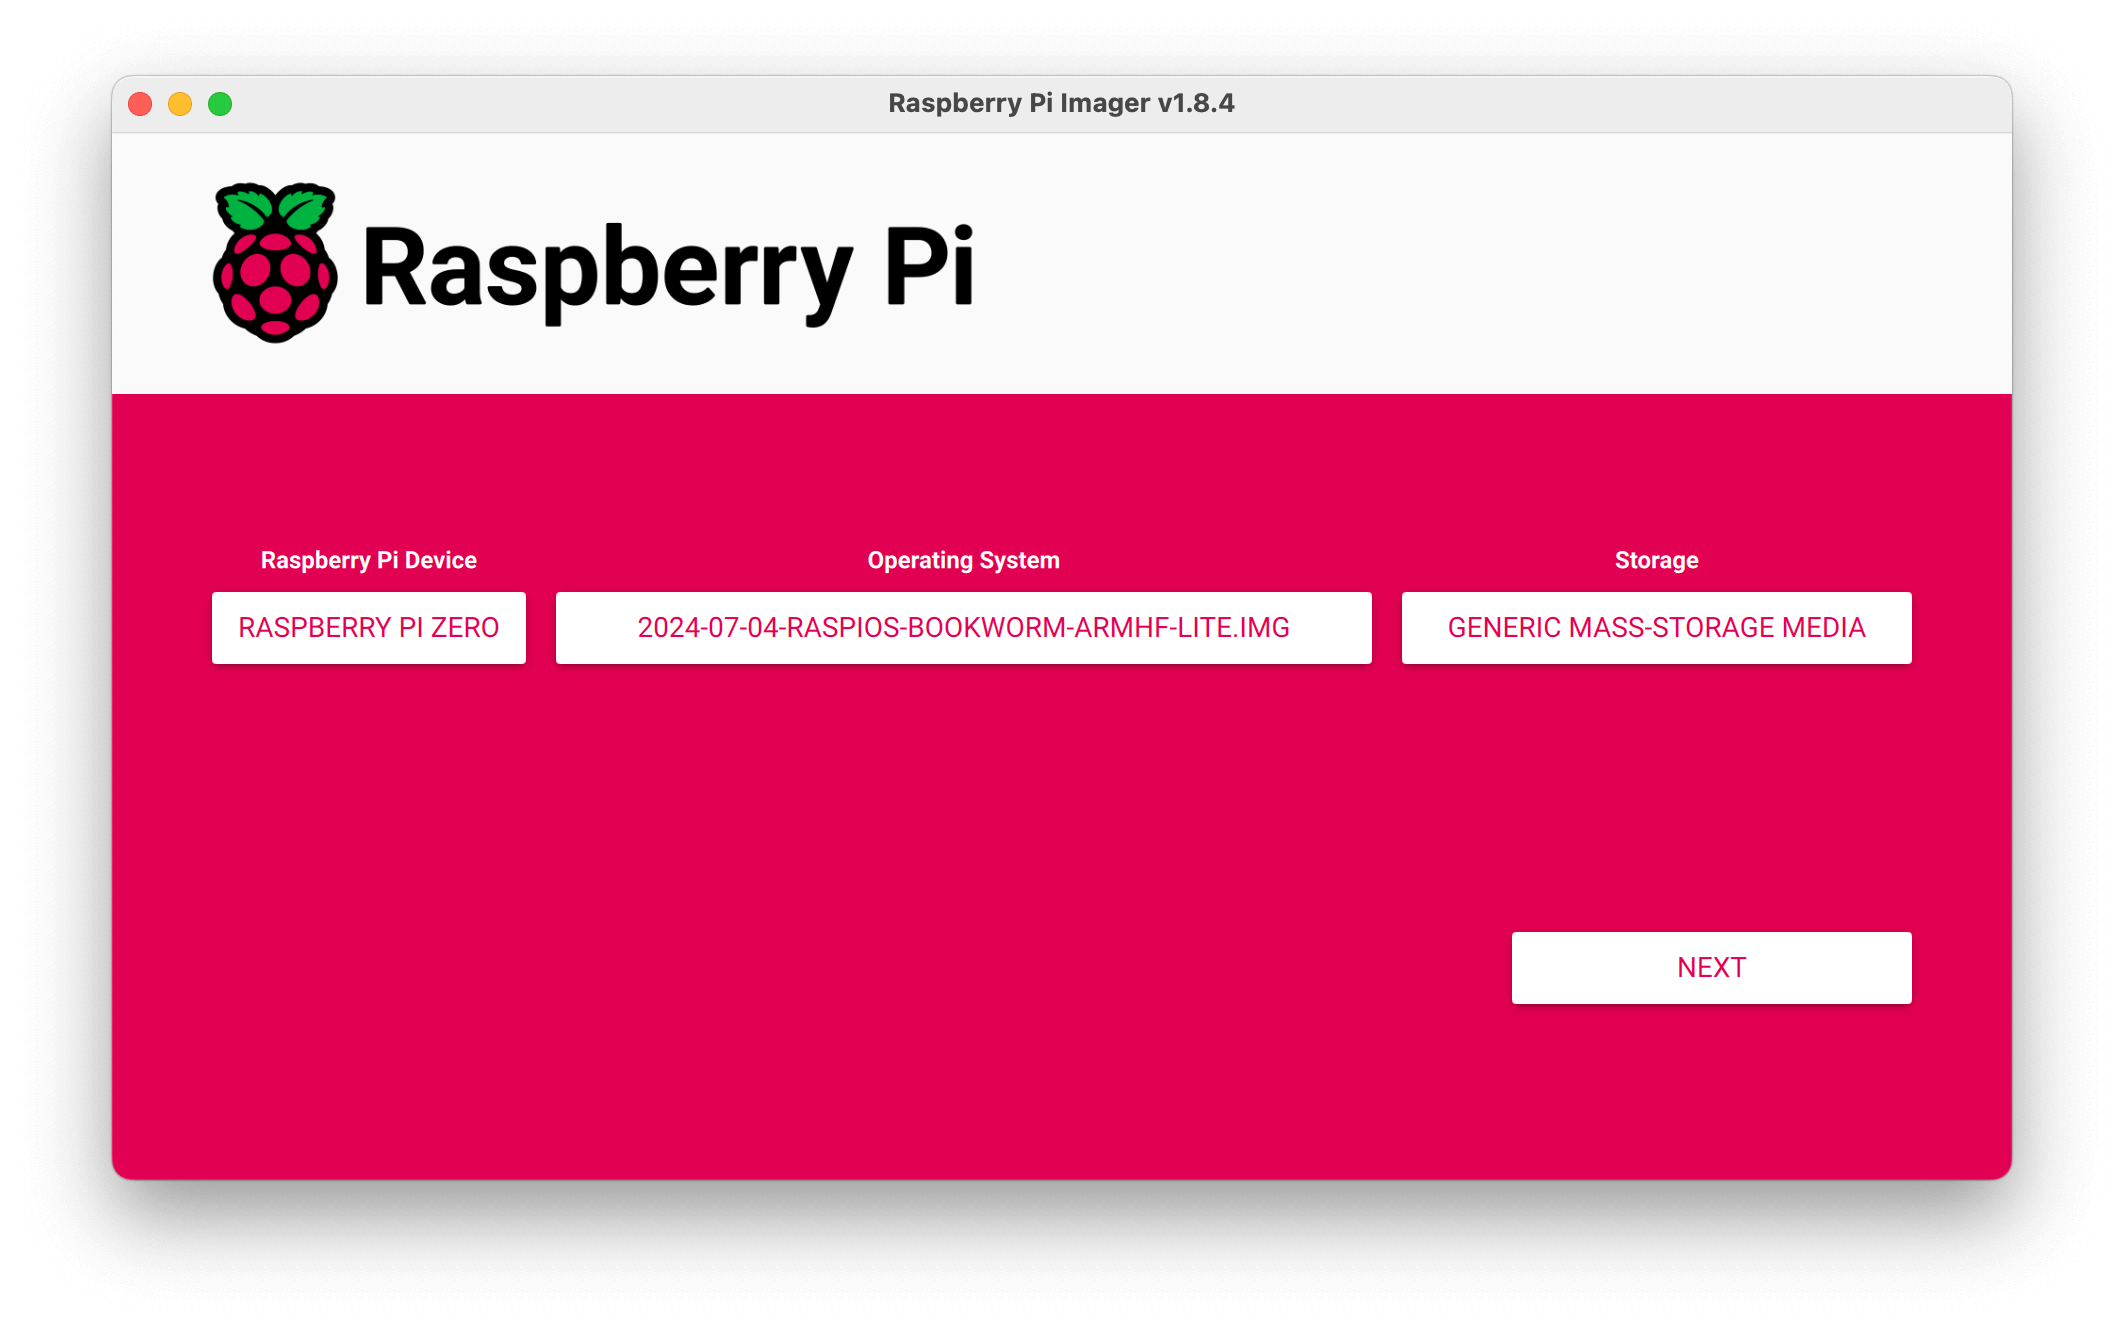 Raspberry Pi Imager v1.8.4
Raspberry Pi
Raspberry Pi Device
Operating System
Storage
RASPBERRY PI ZERO
2024-07-04-RASPIOS-BOOKWORM-ARMHF-LITE.IMG
GENERIC MASS-STORAGE MEDIA
NEXT